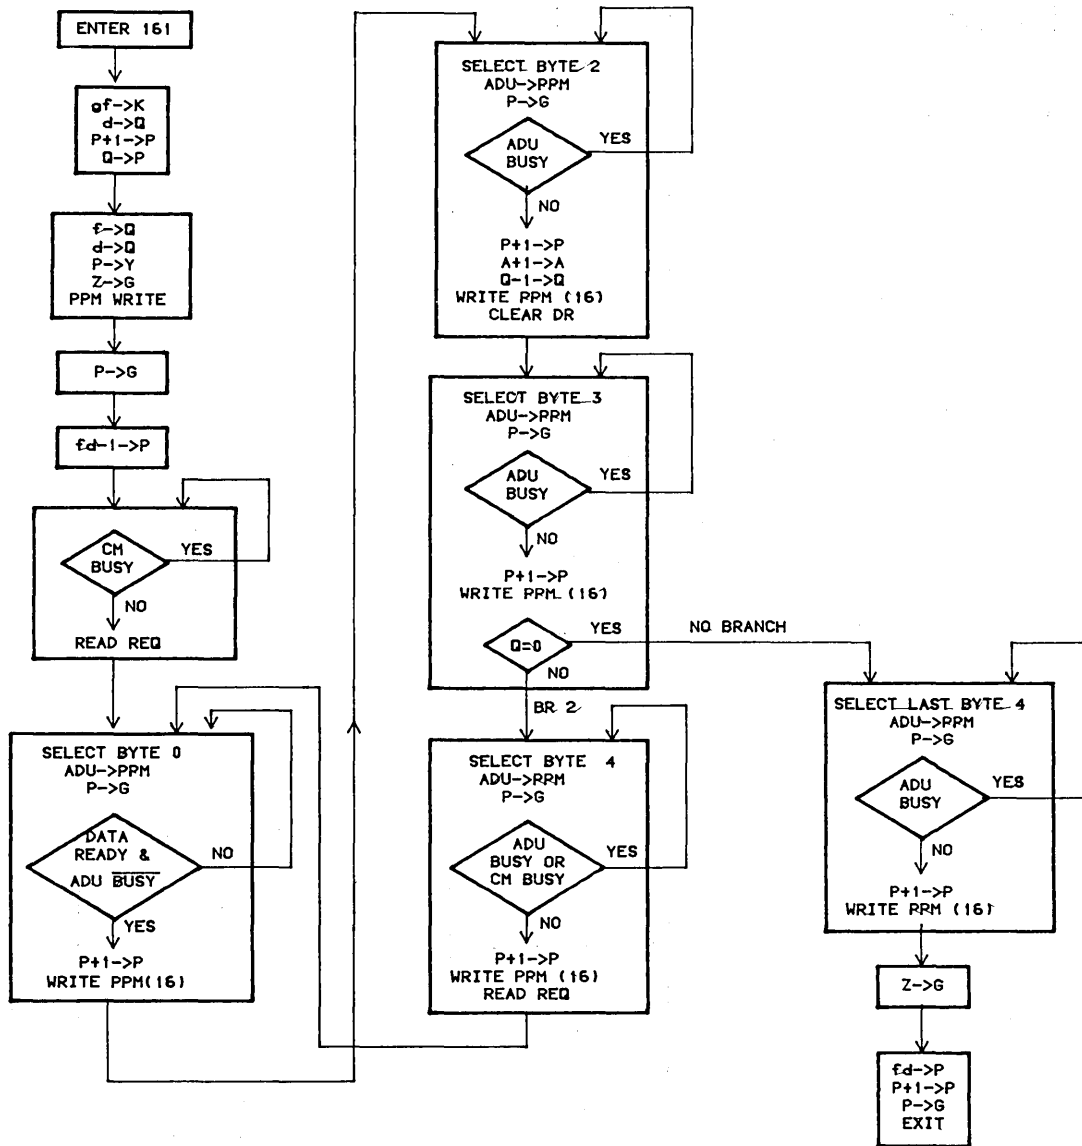 ENTER 161
gf->K
d->Q
P+1->P
Q->P
f->Q
d->Q
P->Y
Z->G
PPM WRITE
P->G
fd-1->P
CM
BUSY
YES
NO
READ REQ
SELECT BYTE 0
ADU->PPM
P->G
DATA
READY &
ADU BUSY
NO
YES
P+1->P
WRITE PPM(16)
SELECT BYTE 2
ADU->PPM
P->G
ADU
BUSY
YES
NO
P+1->P
A+1->A
Q-1->Q
WRITE PPM (16)
CLEAR DR
SELECT BYTE 3
ADU->PPM
P->G
ADU
BUSY
YES
NO
P+1->P
WRITE PPM (16)
Q=0
YES
NO BRANCH
NO
BR 2
SELECT BYTE 4
ADU->PPM
P->G
ADU
BUSY OR
CM BUSY
YES
NO
P+1->P
WRITE PPM (16)
READ REQ
SELECT LAST BYTE 4
ADU->PPM
P->G
ADU
BUSY
YES
NO
P+1->P
WRITE PPM (16)
Z->G
fd->P
P+1->P
P->G
EXIT